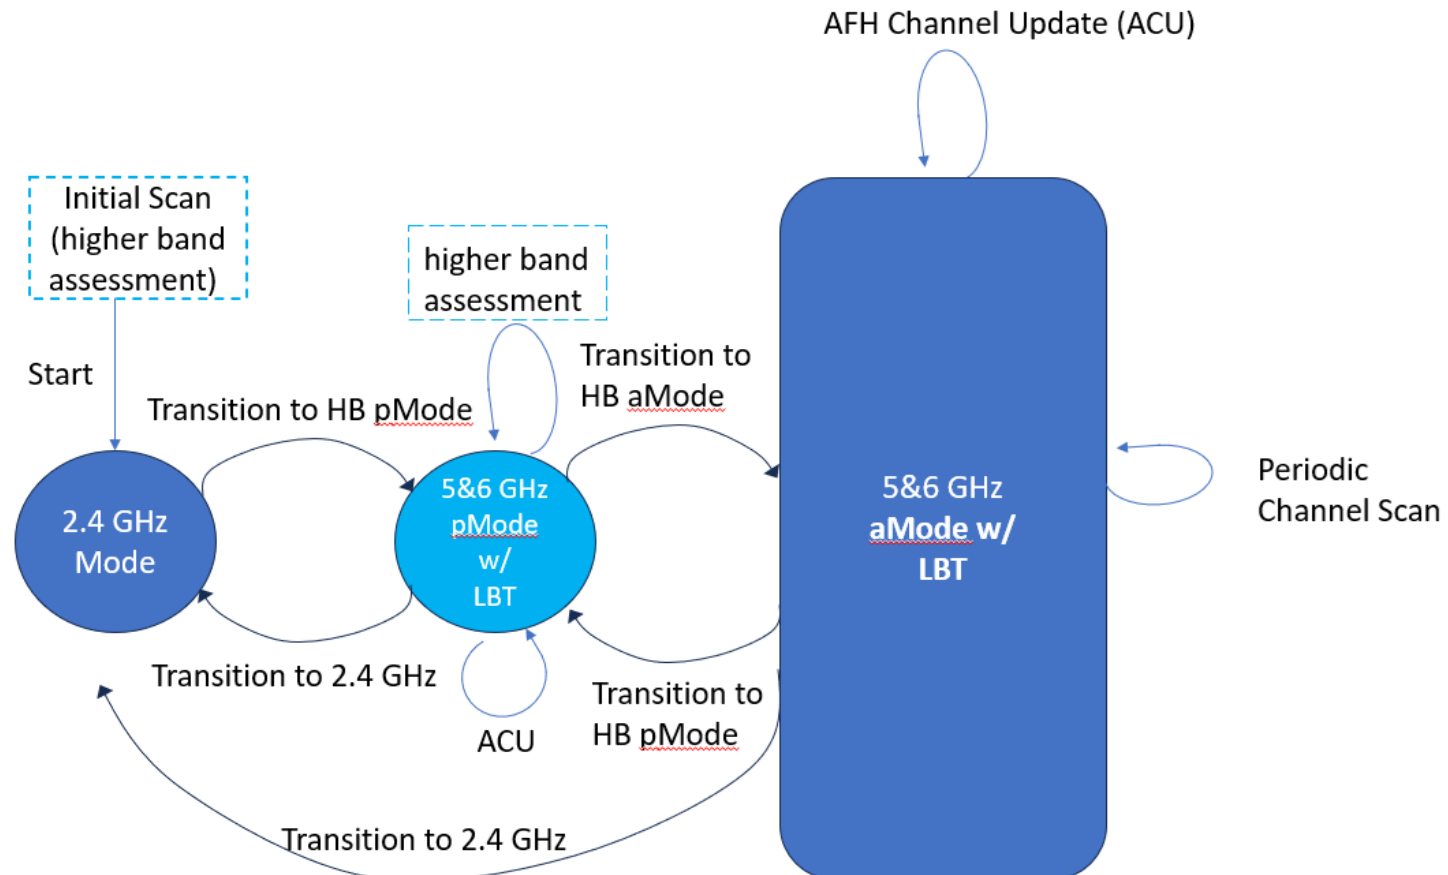 AFH Channel Update (ACU)
Initial Scan
(higher band
assessment)
higher band
assessment
Start
Transition to HB pMode
Transition to
HB aMode
2.4 GHz
Mode
5&6 GHz
pMode
w/
LBT
5&6 GHz
aMode w/
LBT
Periodic
Channel Scan
Transition to 2.4 GHz
ACU
Transition to
HB pMode
Transition to 2.4 GHz